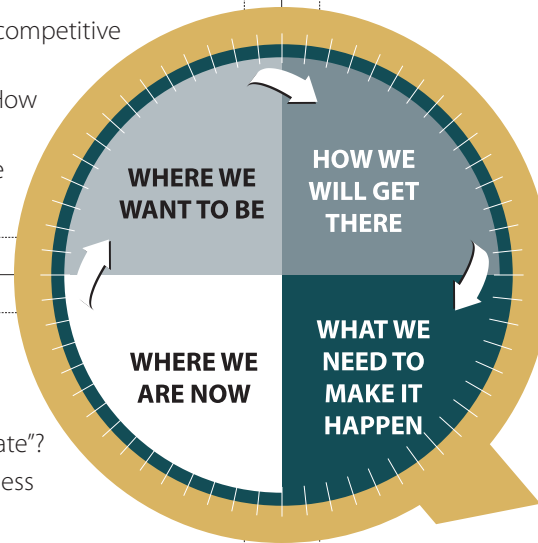 competitive
How
ate"?
ess
WHERE WE
WANT TO BE
HOW WE
WILL GET
THERE
WHERE WE
ARE NOW
WHAT WE
NEED TO
MAKE IT
HAPPEN